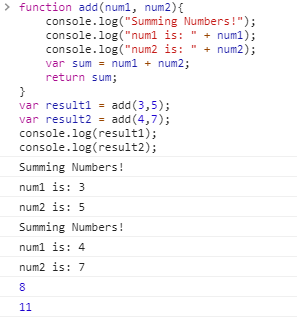 function add(num1, num2){
    console.log("Summing Numbers!");
    console.log("num1 is: " + num1);
    console.log("num2 is: " + num2);
    var sum = num1 + num2;
    return sum;
}
var result1 = add(3,5);
var result2 = add(4,7);
console.log(result1);
console.log(result2);
Summing Numbers!
num1 is: 3
num2 is: 5
Summing Numbers!
num1 is: 4
num2 is: 7
8
11